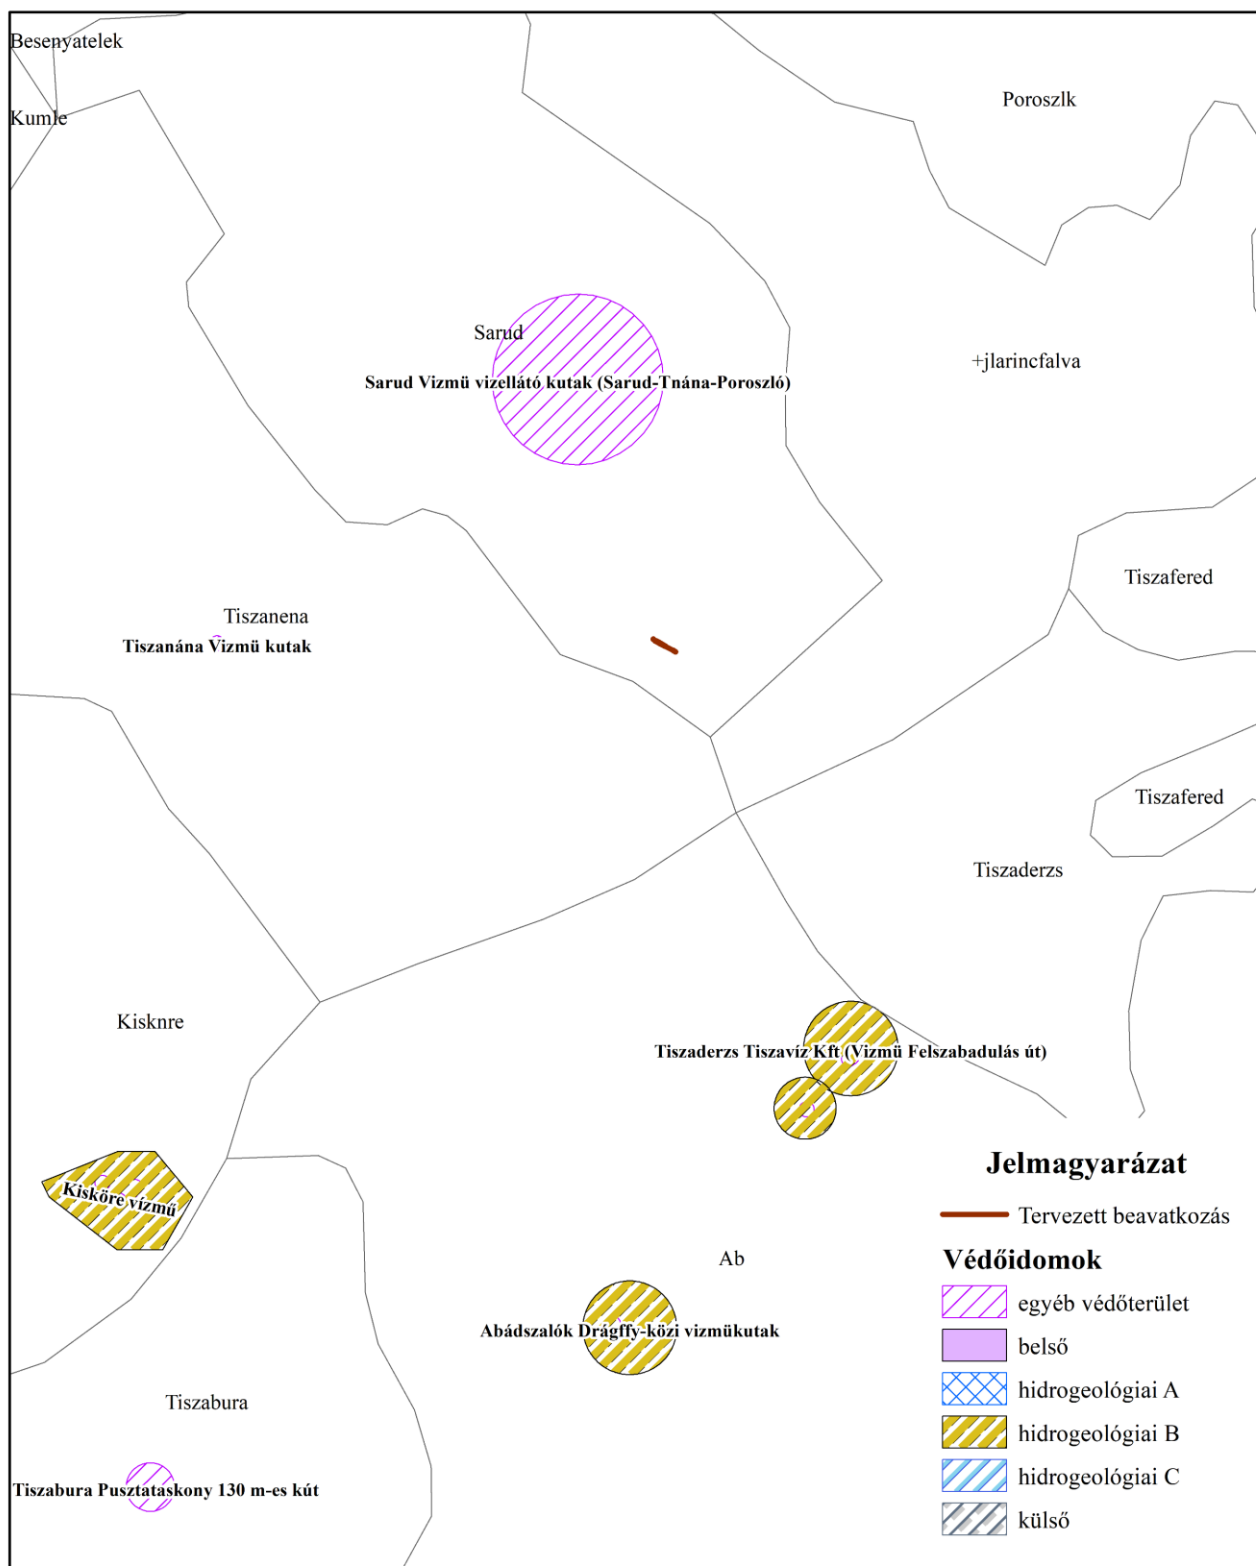 Besenyatelek
Poroszlk
Kumle
Sarud
+jlarincfalva
Sarud Vizmü vizellátó kutak (Sarud-Tnána-Poroszló)
Tiszafered
Tiszanena
Tiszanána Vizmü kutak
Tiszafered
Tiszaderzs
Kisknre
Tiszaderzs Tiszavíz Kft (Vizmü Felszabadulás út)
Kisköre vízmű
Ab
Abádszalók Drágffy-közi vizmükutak
Tiszabura
Tiszabura Pusztataskony 130 m-es kút
Jelmagyarázat
Tervezett beavatkozás
Védőidomok
egyéb védőterület
belső
hidrogeológiai A
hidrogeológiai B
hidrogeológiai C
külső